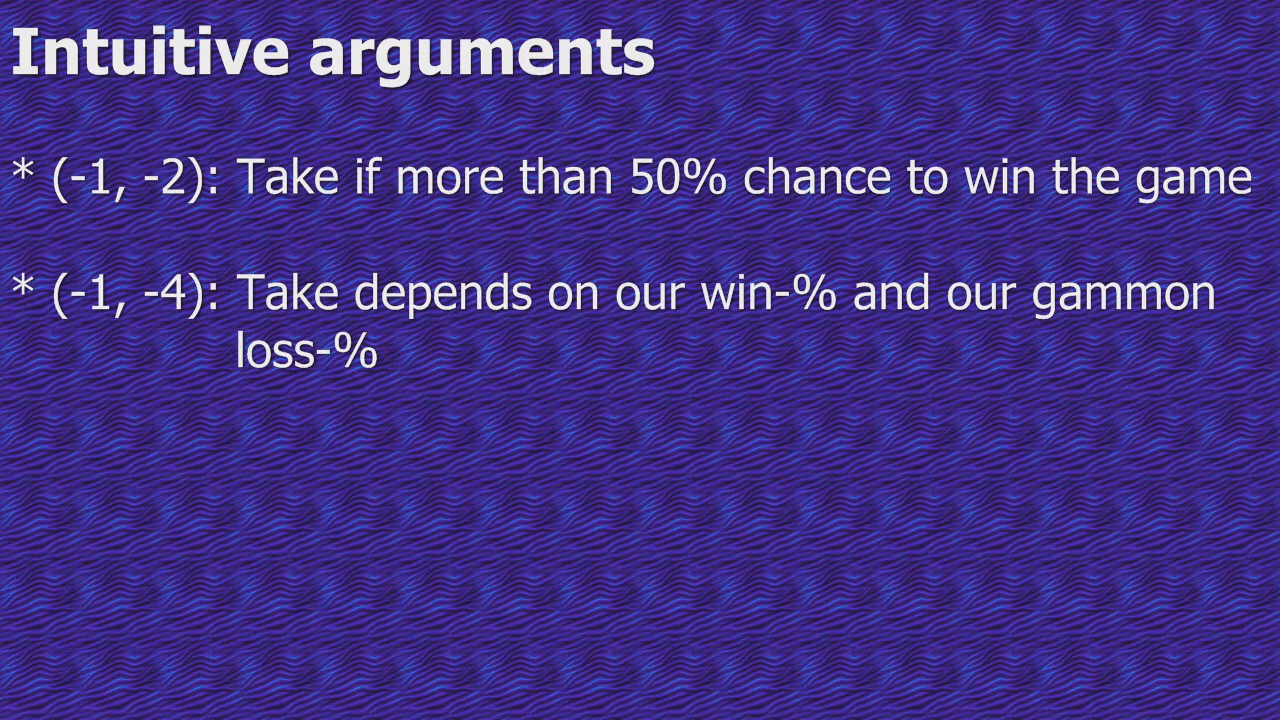 Intuitive arguments
* (-1, -2): Take if more than 50% chance to win the game
* (-1, -4): Take depends on our win-% and our gammon
loss-%